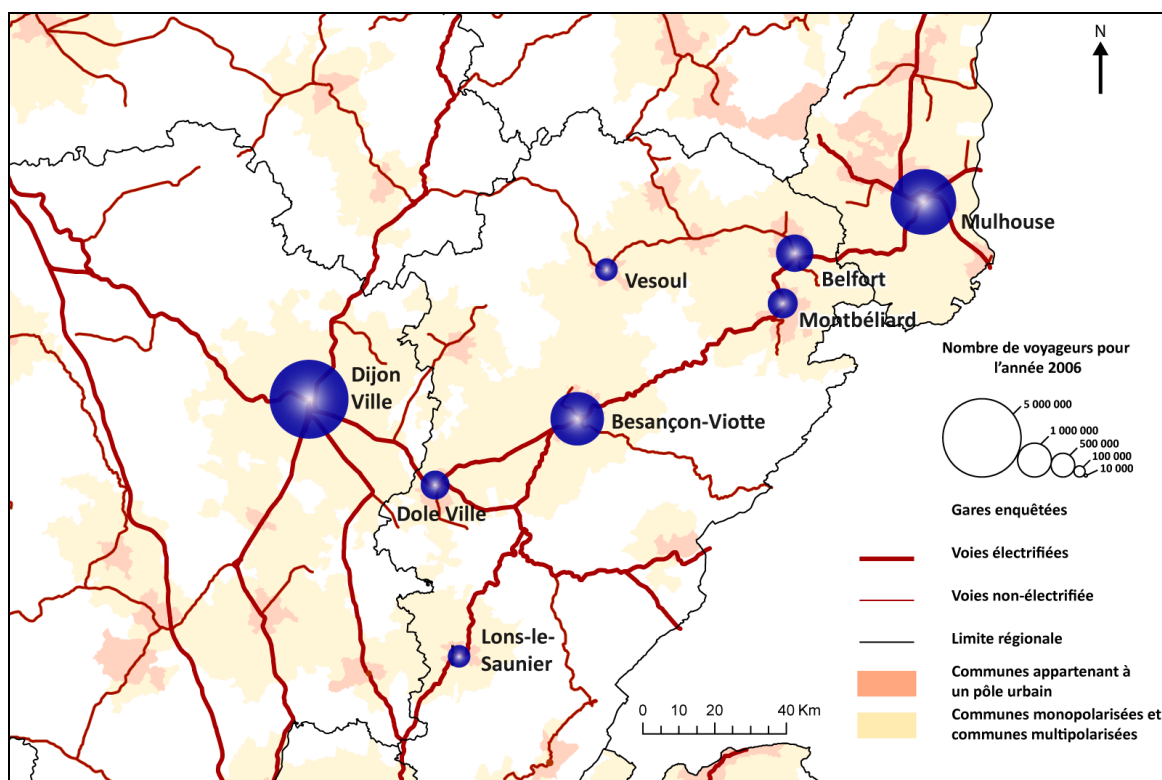 N
Mulhouse
Belfort
Vesoul
Montbéliard
Dijon
Ville
Besançon-Viotte
Dole Ville
Lons-le-
Saunier
Nombre de voyageurs pour
l’année 2006
5 000 000
1 000 000
500 000
100 000
10 000
Gares enquêtées
Voies électrifiées
Voies non-électrifiée
Limite régionale
Communes appartenant à
un pôle urbain
Communes monopolarisées et
communes multipolarisées
0 10 20 40 Km